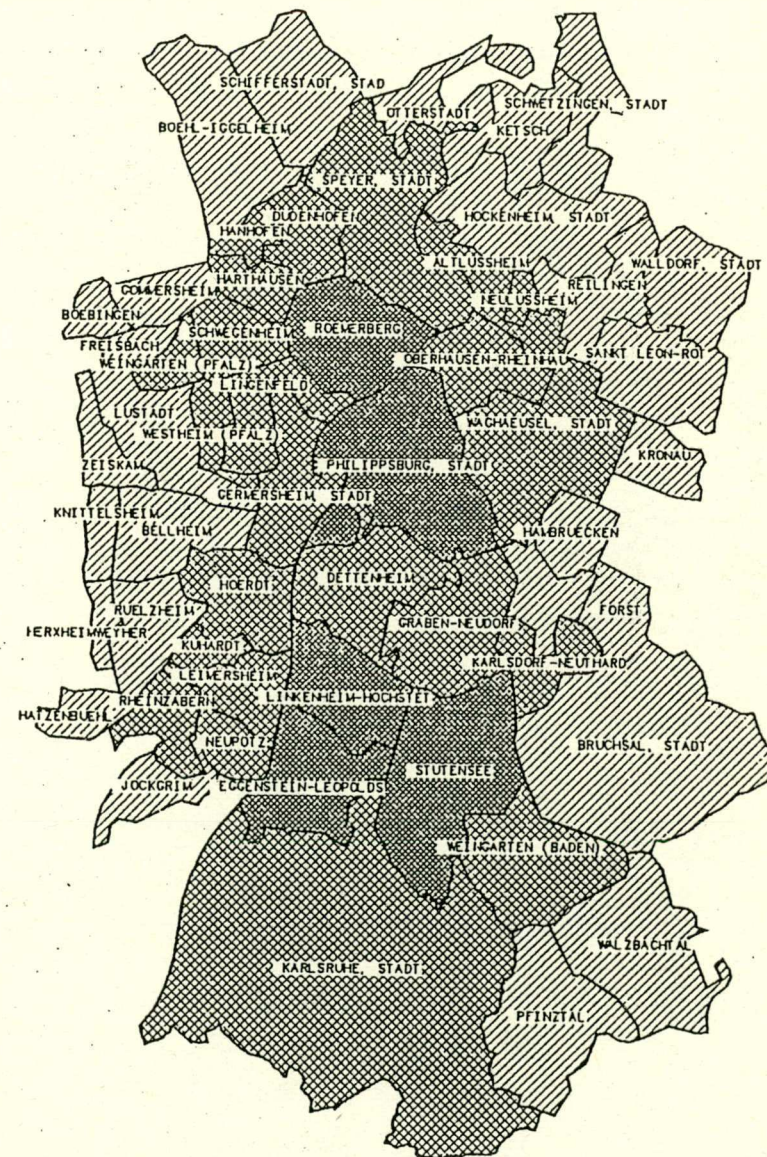 SCHIFFERSTADT, STAD
OTTERSTADT
SCHWETZINGEN, STADT
BOEHL-IGGELHEIM
KETSCH
SPEYER, STADT
DUDENHOFEN
HOCKENHEIM, STADT
HANHOFEN
ALTLUSSHEIM
WALLDORF, STADT
HARTHAUSEN
REILINGEN
GOMMERSHEIM
NEULUSSHEIM
BOEBINGEN
SCHWEGENHEIM
ROEMERBERG
FREISBACH
OBERHAUSEN-RHEINHAU
SANKT LEON-ROT
WEINGARTEN (PFALZ)
LINGENFELD
LUSTADT
WAGHAEUSEL, STADT
WESTHEIM (PFALZ)
KRONAU
ZEISKAM
PHILIPPSBURG, STADT
GERMERSHEIM, STADT
KNITTELSHEIM
BELLHEIM
HAMBRUECKEN
HOERDT
DETTENHEIM
RUELZHEIM
FORST
GRABEN-NEUDORF
HERXHEIMWEYHER
KUHARDT
KARLSDORF-NEUTHARD
LEIMERSHEIM
RHEINZABERN
LINKENHEIM-HOCHSTET
HATZENBUEHL
NEUPOTZ
BRUCHSAL, STADT
STUTENSEE
JOCKGRIM
EGGENSTEIN-LEOPOLDS
WEINGARTEN (BADEN)
WALZBACHTAL
KARLSRUHE, STADT
PFINZTAL